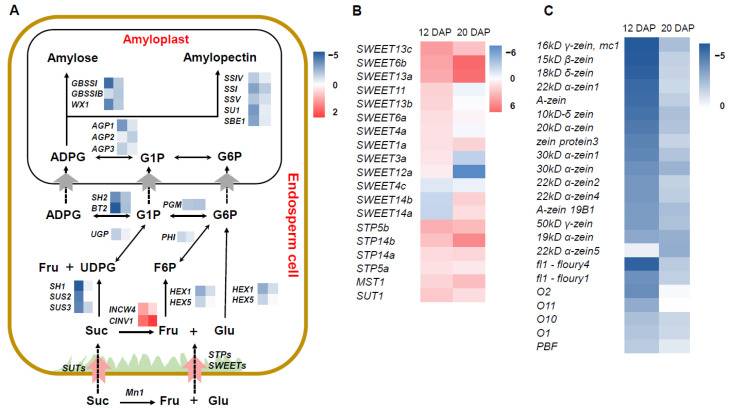 A
Amyloplast
Amylose
Amylopectin
GBSSI
GBSSIB
WX1
SSIV
SSI
SSV
SU1
SBE1
AGP1
AGP2
AGP3
ADPG
G1P
G6P
-5
0
2
ADPG
SH2
BT2
G1P
PGM
G6P
UGP
PHI
Fru + UDPG
F6P
SH1
SUS2
SUS3
INCW4
CINV1
HEX1
HEX5
HEX1
HEX5
Suc
Fru + Glu
SUTs
STPs
SWEETs
Suc
Mn1
Fru + Glu
Endosperm cell
B
12 DAP 20 DAP
SWEET13c
SWEET6b
SWEET13a
SWEET11
SWEET13b
SWEET6a
SWEET4a
SWEET1a
SWEET3a
SWEET12a
SWEET4c
SWEET14b
SWEET14a
STP5b
STP14b
STP14a
STP5a
MST1
SUT1
-6
0
6
C
12 DAP 20 DAP
16kD γ-zein, mc1
15kD β-zein
18kD δ-zein
22kD α-zein1
A-zein
10kD-δ zein
20kD α-zein
zein protein3
30kD α-zein1
30kD α-zein
22kD α-zein2
22kD α-zein4
A-zein 19B1
50kD γ-zein
19kD α-zein
22kD α-zein5
fl1 - floury4
fl1 - floury1
O2
O11
O10
O1
PBF
-6
-4
-2
0